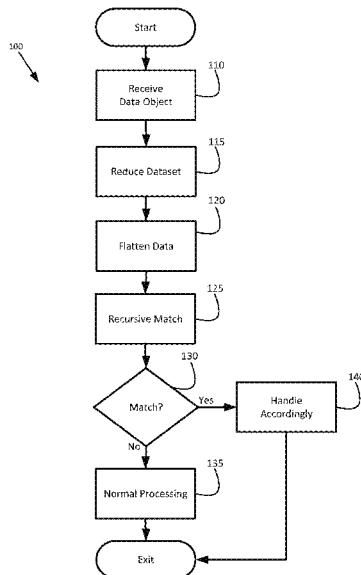 Start
100
110
Receive
Data Object
115
Reduce Dataset
120
Flatten Data
125
Recursive Match
130
Match?
Yes
140
Handle
Accordingly
No
135
Normal Processing
Exit